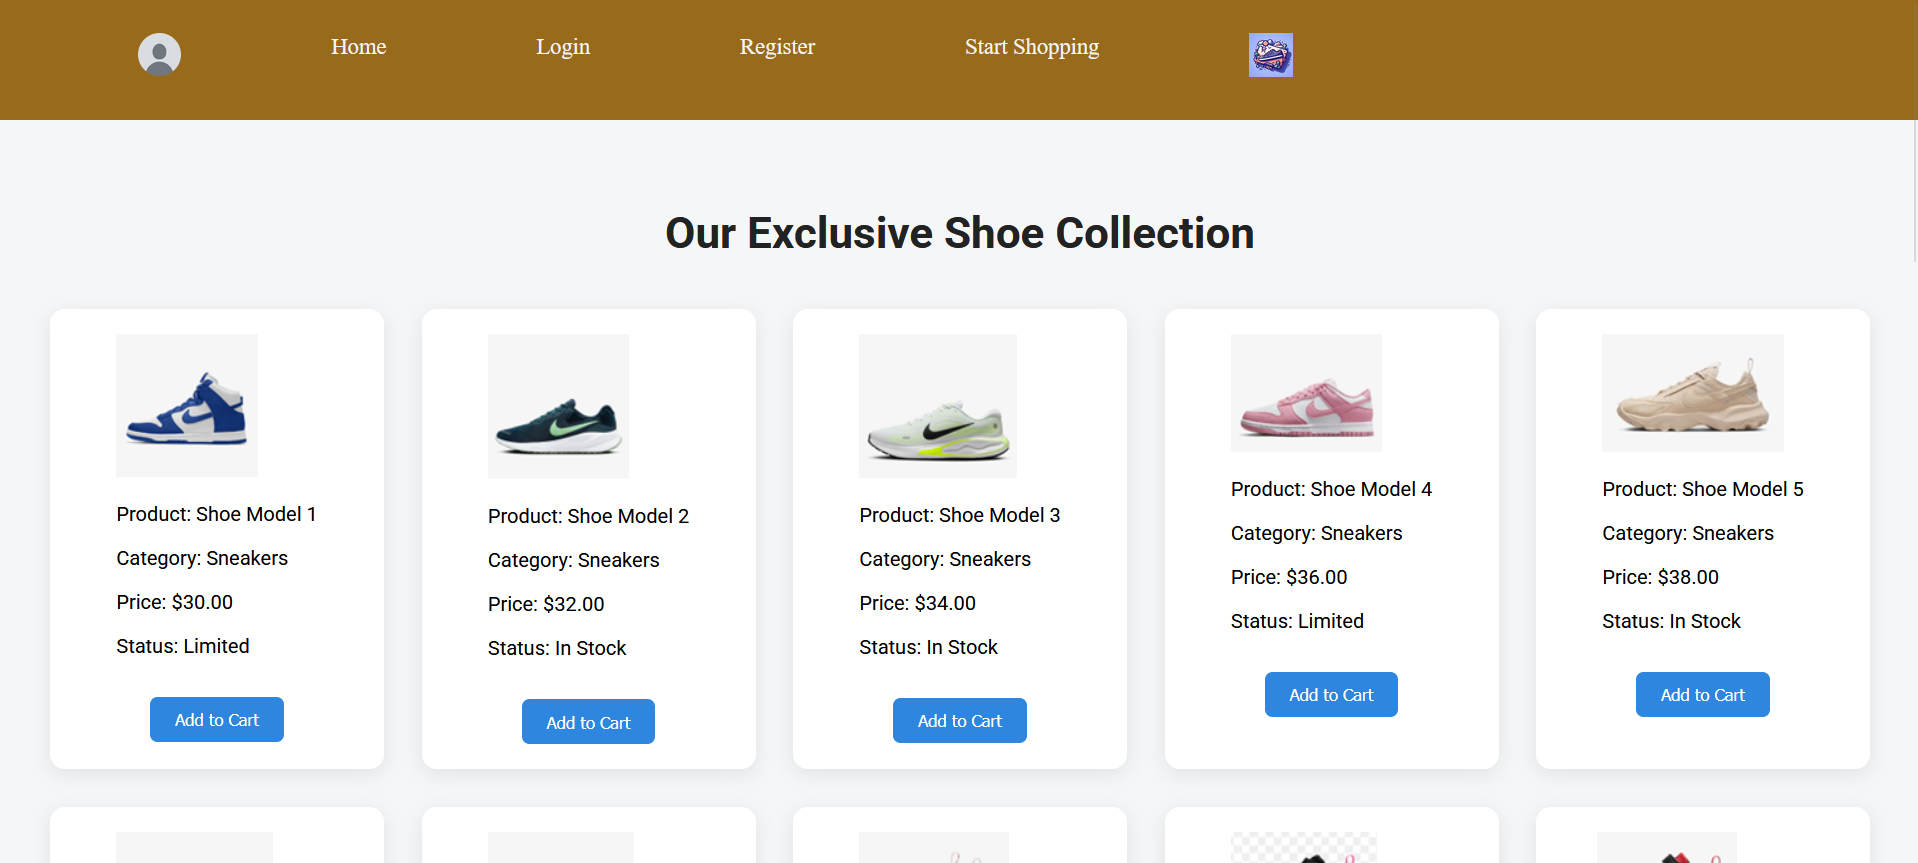 Home
Login
Register
Start Shopping
Our Exclusive Shoe Collection
Product: Shoe Model 1
Category: Sneakers
Price: $30.00
Status: Limited
Add to Cart
Product: Shoe Model 2
Category: Sneakers
Price: $32.00
Status: In Stock
Add to Cart
Product: Shoe Model 3
Category: Sneakers
Price: $34.00
Status: In Stock
Add to Cart
Product: Shoe Model 4
Category: Sneakers
Price: $36.00
Status: Limited
Add to Cart
Product: Shoe Model 5
Category: Sneakers
Price: $38.00
Status: In Stock
Add to Cart